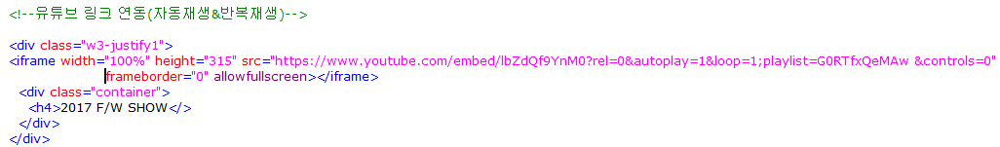 <!--유튜브 링크 연동(자동재생&반복재생)-->
<div class="w3-justify1">
<iframe width="100%" height="315" src="https://www.youtube.com/embed/lbZdQf9YnM0?rel=0&autoplay=1&loop=1;playlist=G0RTfxQeMAw &controls=0"
frameborder="0" allowfullscreen></iframe>
<div class="container">
<h4>2017 F/W SHOW</>
</div>
</div>